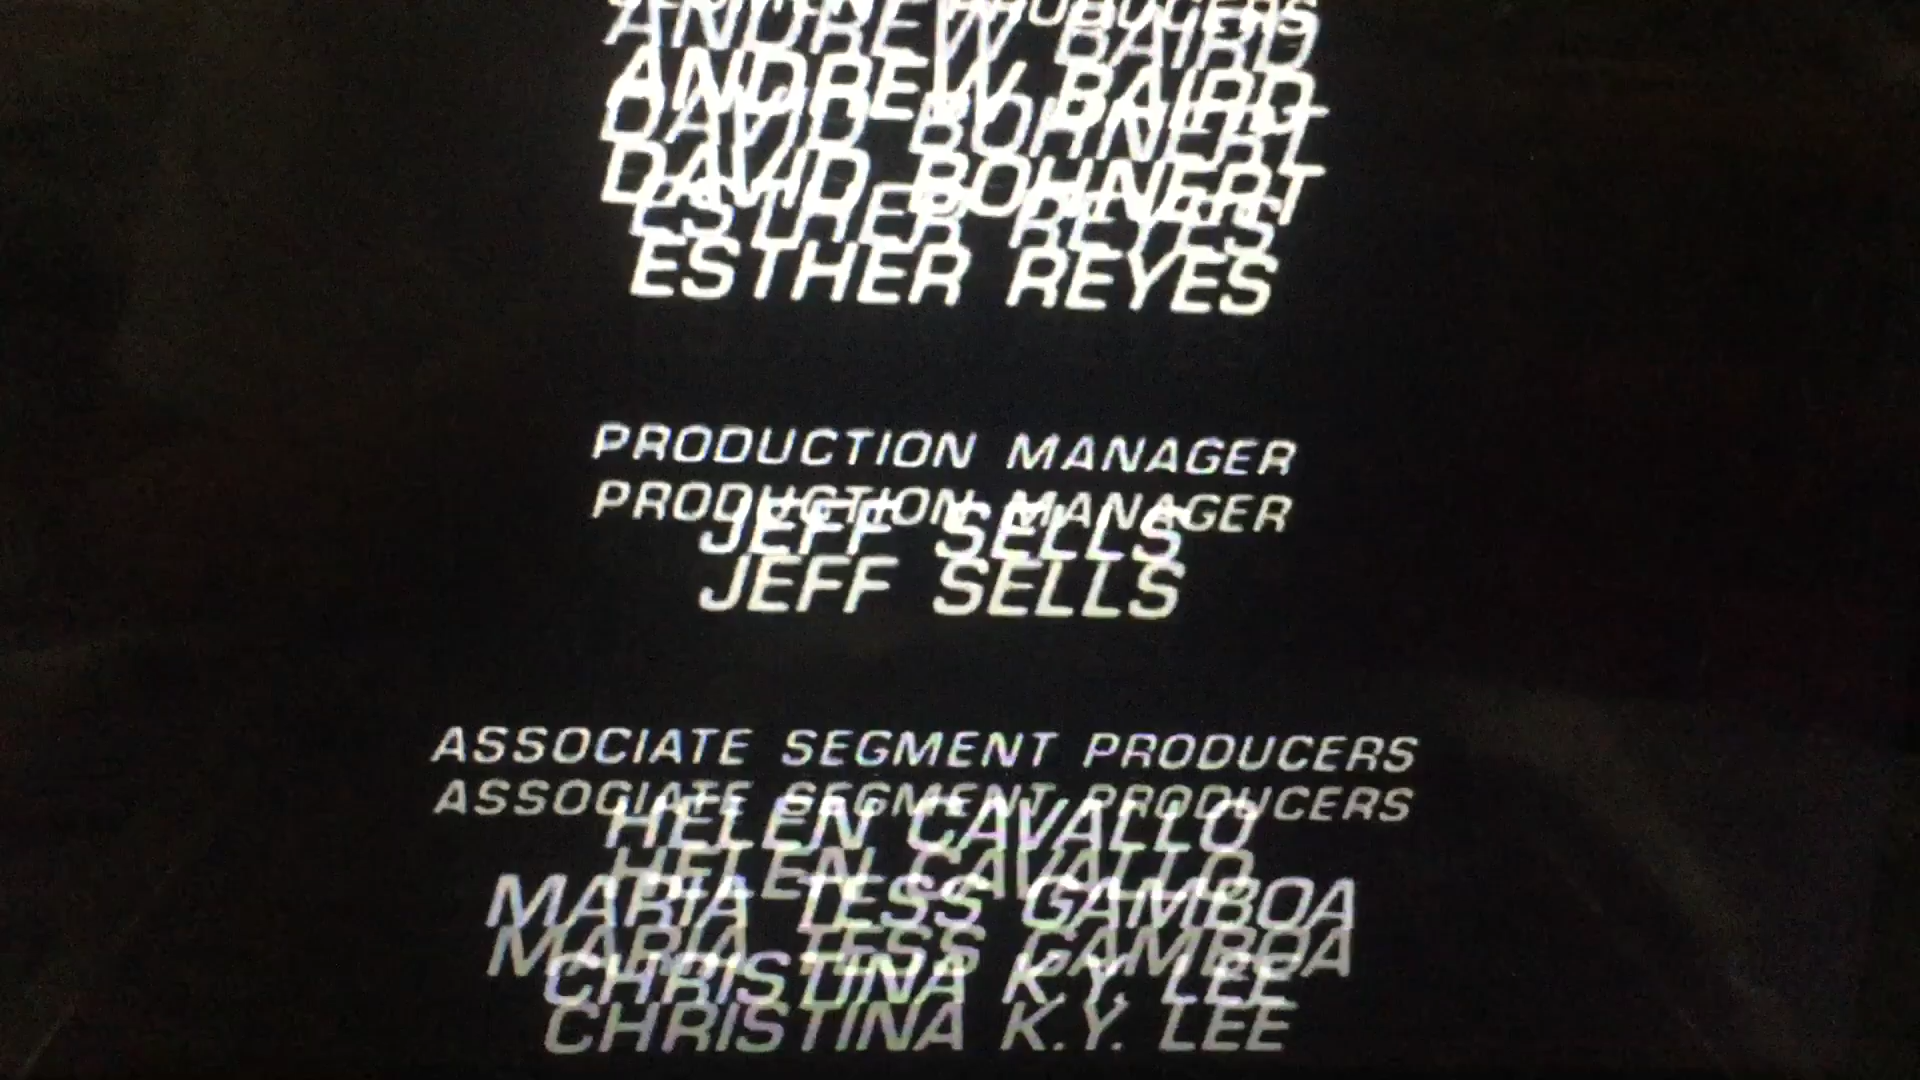 PRODUCERS
ANDREW BAIRD
ANDREW BAIRD
DAVID BOHNERT
DAVID BOHNERT
ESTHER REYES
ESTHER REYES
PRODUCTION MANAGER
PRODUCTION MANAGER
JEFF SELLS
JEFF SELLS
ASSOCIATE SEGMENT PRODUCERS
ASSOCIATE SEGMENT PRODUCERS
HELEN CAVALLO
HELEN CAVALLO
MARIA TESS GAMBOA
MARIA TESS GAMBOA
CHRISTINA K.Y. LEE
CHRISTINA K.Y. LEE